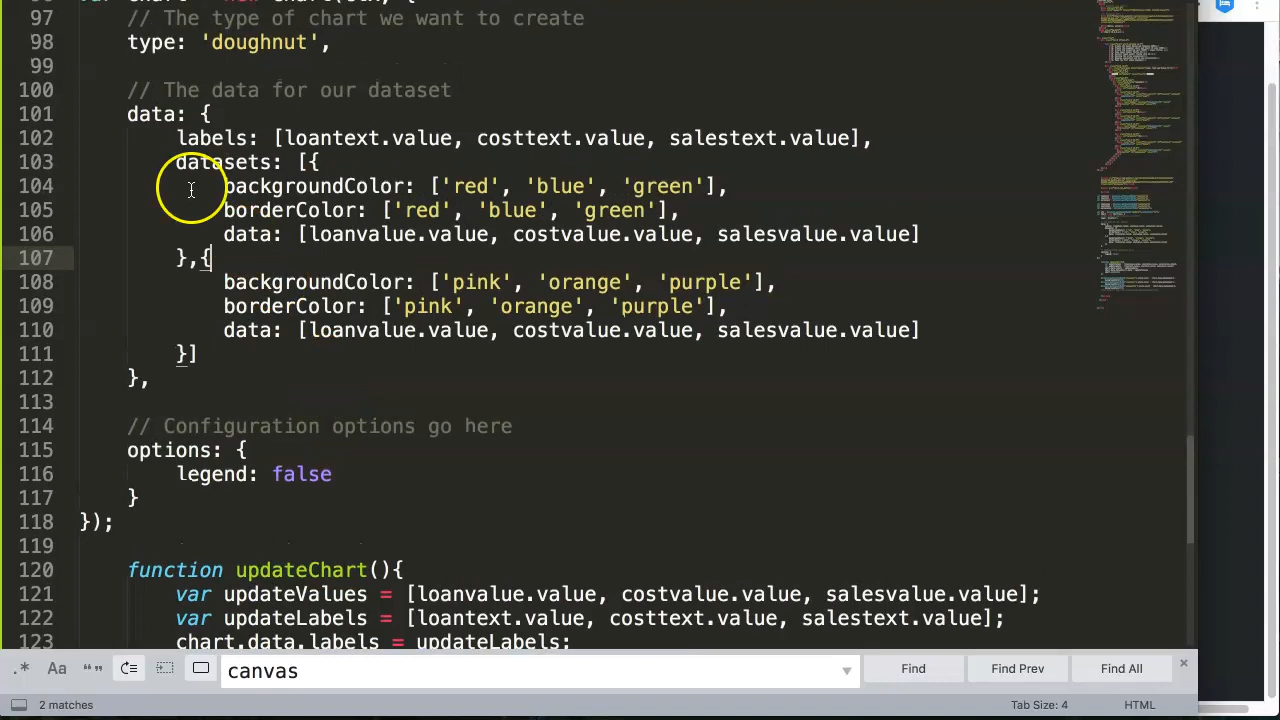 97 // The type of chart we want to create
98 type: 'doughnut',
99
100 // The data for our dataset
101 data: {
102 labels: [loantext.value, costtext.value, salestext.value],
103 datasets: [{
104 backgroundColor: ['red', 'blue', 'green'],
105 borderColor: ['red' 'blue', 'green'],
106 data: [loanvalue.value, costvalue.value, salesvalue.value]
107 },{
108 backgroundColor: ['pink', 'orange', 'purple'],
109 borderColor: ['pink', 'orange', 'purple'],
110 data: [loanvalue.value, costvalue.value, salesvalue.value]
111 }]
112 },
113
114 // Configuration options go here
115 options: {
116 legend: false
117 }
118 });
119
120 function updateChart(){
121 var updateValues = [loanvalue.value, costvalue.value, salesvalue.value];
122 var updateLabels = [loantext.value, costtext.value, salestext.value];
123 chart.data.labels = updateLabels;
.* Aa “” canvas Find Find Prev Find All
2 matches Tab Size: 4 HTML